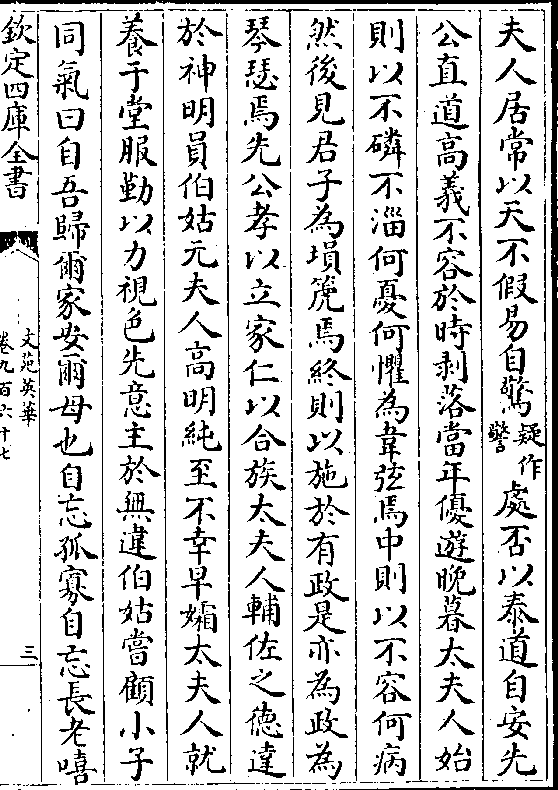 夫人居常以天不假易自驚疑作警處否以泰道自安先
公直道高義不容於時剥落當年優遊晩暮太夫人始
則以不磷不淄何憂何懼為韋弦焉中則以不容何病
然後見君子為塤箎焉終則以施於有政是亦為政為
琴瑟焉先公孝以立家仁以合族太夫人輔佐之徳達
於神明員伯姑元夫人高明純至不幸早孀太夫人就
養于堂服勤以力視色先意主於無違伯姑嘗顧小子
同氣曰自吾歸爾家安爾母也自忘孤寡自忘長老嘻
欽定四庫全書
文苑英華
卷九百六十七
三